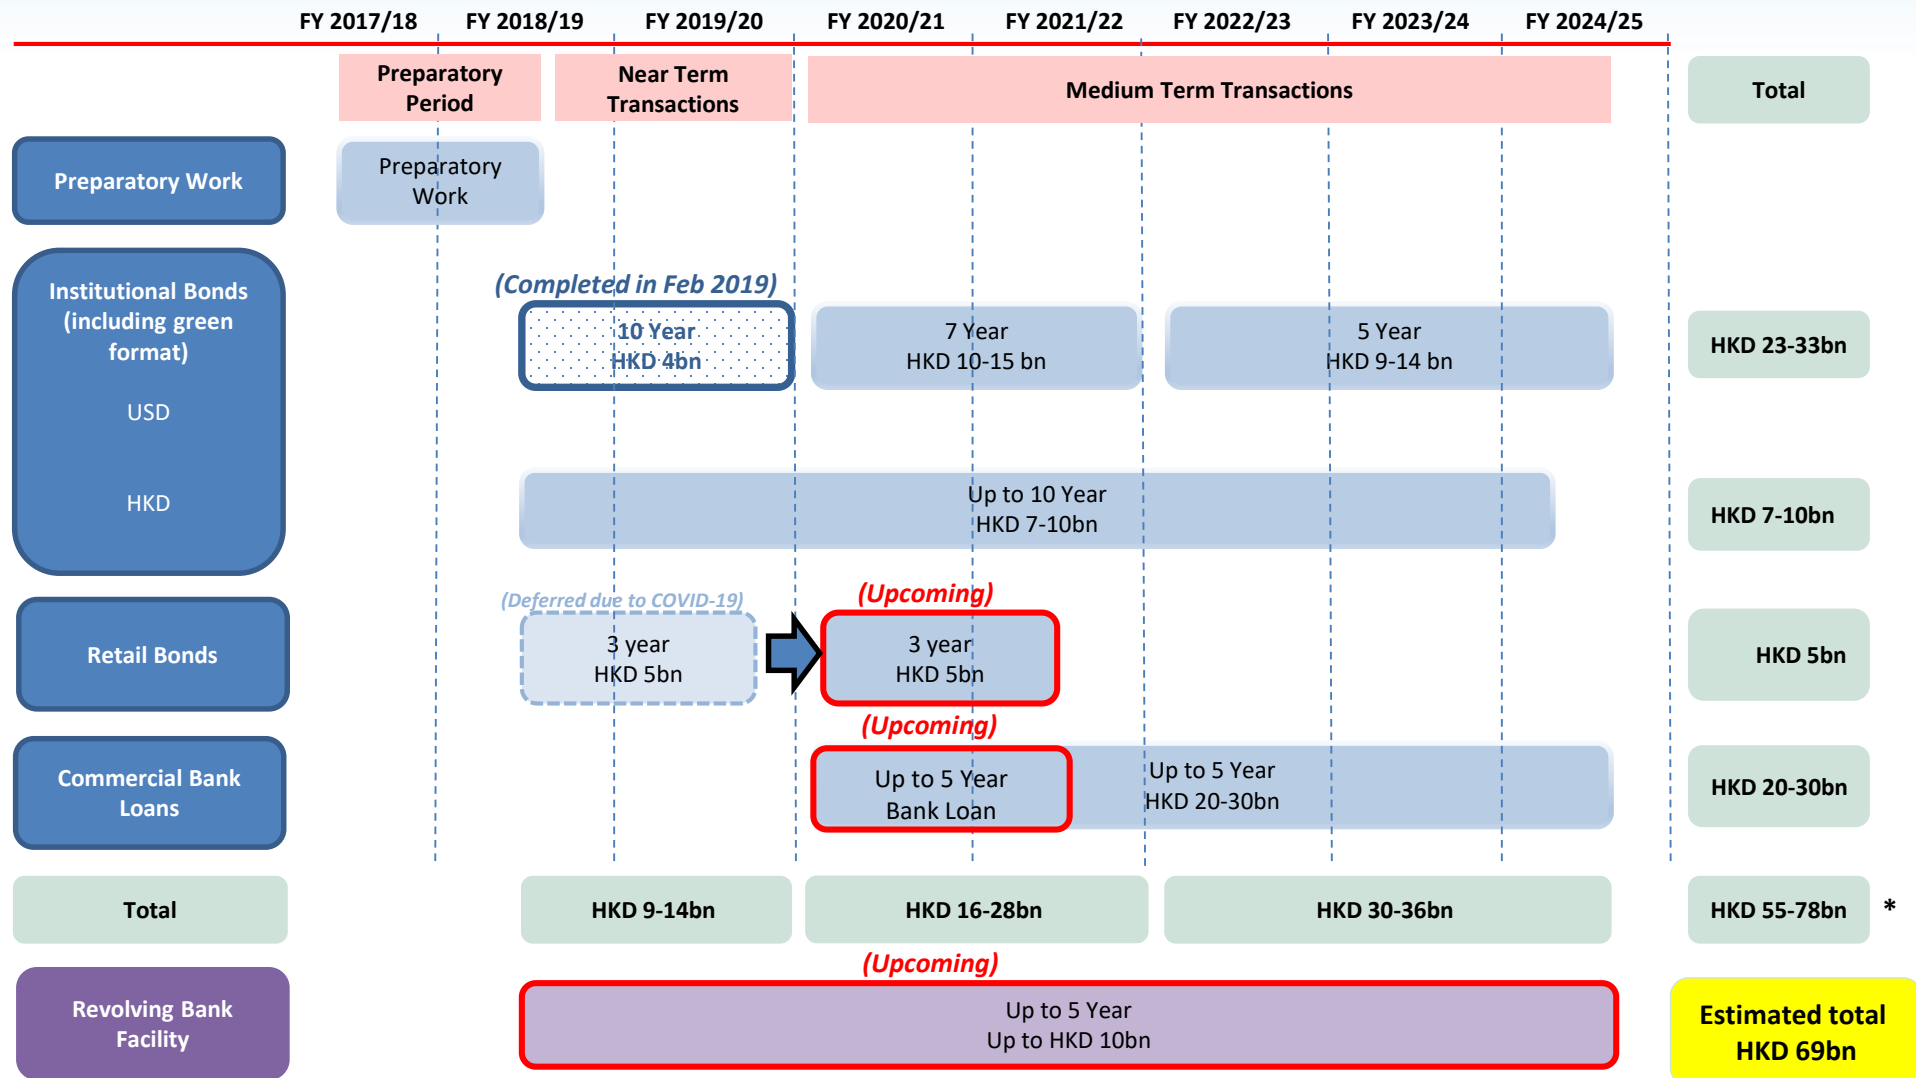 FY 2017/18 FY 2018/19 FY 2019/20 FY 2020/21 FY 2021/22 FY 2022/23 FY 2023/24 FY 2024/25
Preparatory
Period
Near Term
Transactions
Medium Term Transactions
Total
Preparatory Work
Preparatory
Work
Institutional Bonds
(including green
format)
USD
HKD
(Completed in Feb 2019)
10 Year
HKD 4bn
7 Year
HKD 10-15 bn
5 Year
HKD 9-14 bn
HKD 23-33bn
Up to 10 Year
HKD 7-10bn
HKD 7-10bn
Retail Bonds
(Deferred due to COVID-19)
3 year
HKD 5bn
(Upcoming)
3 year
HKD 5bn
HKD 5bn
Commercial Bank
Loans
(Upcoming)
Up to 5 Year
Bank Loan
Up to 5 Year
HKD 20-30bn
HKD 20-30bn
Total
HKD 9-14bn
HKD 16-28bn
HKD 30-36bn
HKD 55-78bn *
Revolving Bank
Facility
(Upcoming)
Up to 5 Year
Up to HKD 10bn
Estimated total
HKD 69bn